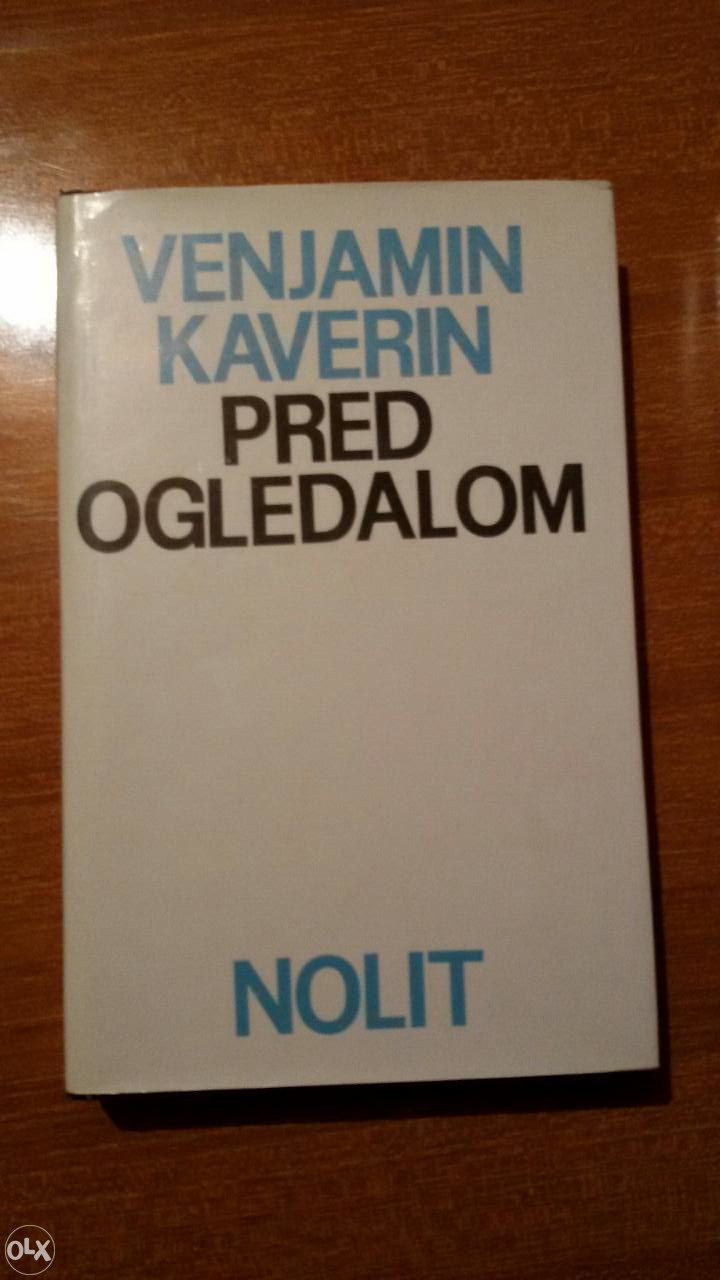 VENJAMIN
KAVERIN
PRED
OGLEDALOM
NOLIT
OLX